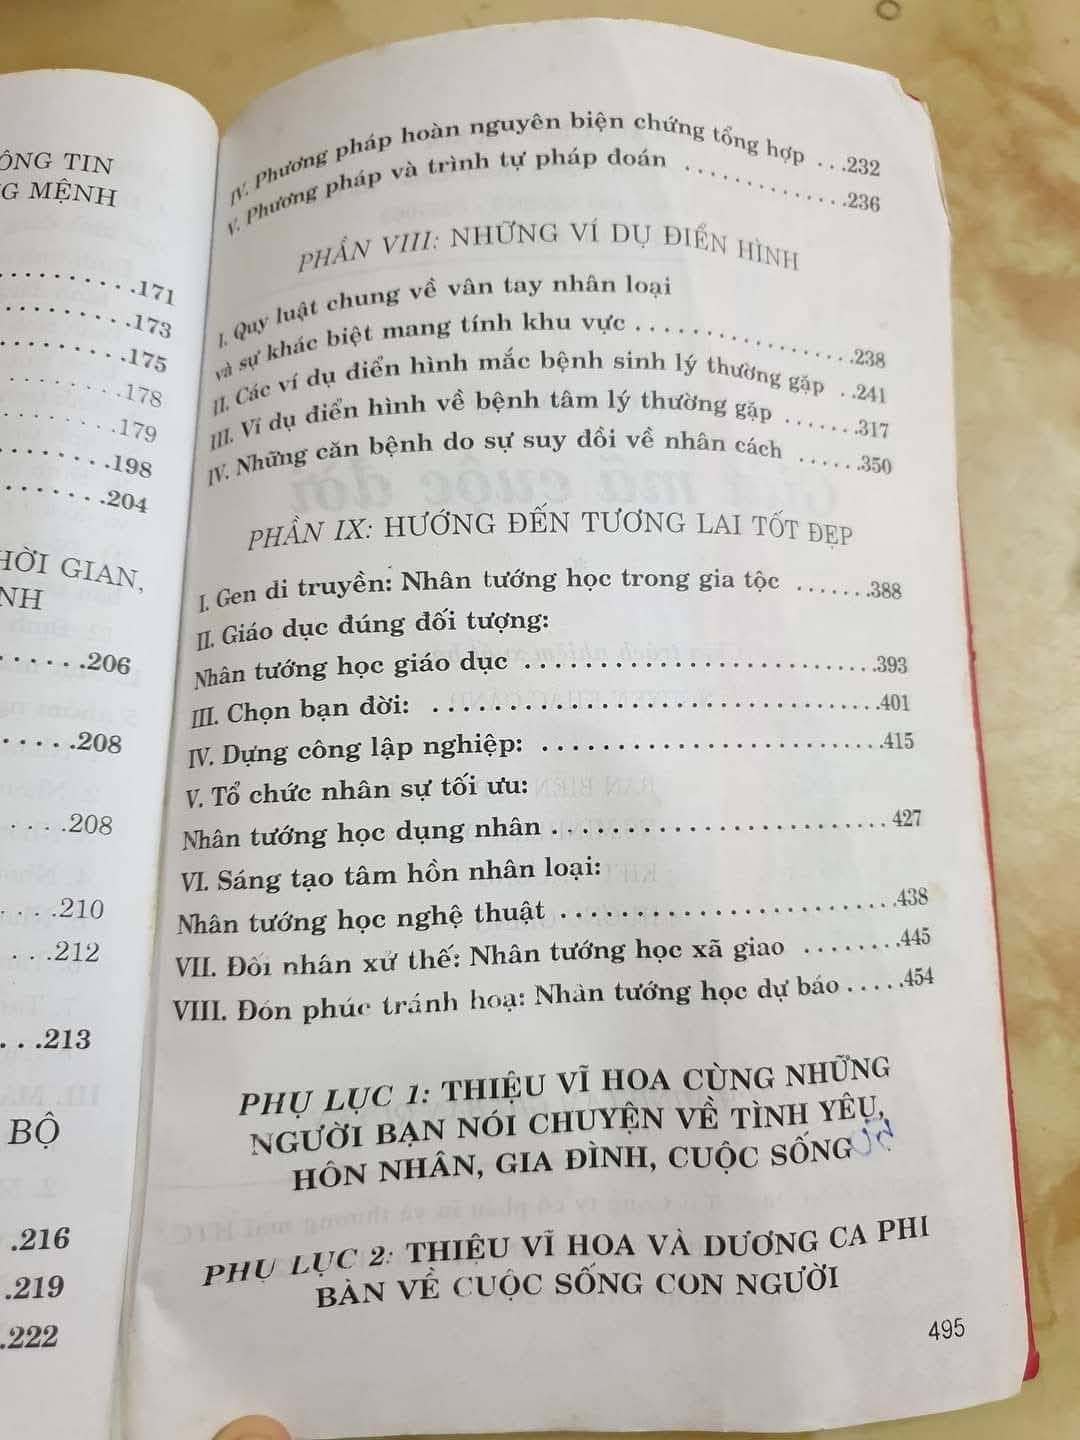 ÔNG TIN
G MỆNH
. . . . . . . . . .171
. . . . . . . . . .173
. . . . . . . . . .175
. . . . . . . . . .178
. . . . . . . . . .179
. . . . . . . . . .198
. . . . . . . . . .204
HỜI GIAN,
NH
. . . . . .206
. . . . . .208
. . . . .208
. . . . .210
. . . .212
. . . .213
BỘ
.216
.219
.222
IV. Phương pháp hoàn nguyên biện chứng tổng hợp . . .232
V. Phương pháp và trình tự pháp đoán . . . . . . . . . . . . .236
PHẦN VIII: NHỮNG VÍ DỤ ĐIỂN HÌNH
I. Quy luật chung về vân tay nhân loại
và sự khác biệt mang tính khu vực . . . . . . . . . . . . . . . .238
II. Các ví dụ điển hình mắc bệnh sinh lý thường gặp . .241
III. Ví dụ điển hình về bệnh tâm lý thường gặp . . . . . . .317
IV. Những căn bệnh do sự suy đồi về nhân cách . . . . . .350
PHẦN IX: HƯỚNG ĐẾN TƯƠNG LAI TỐT ĐẸP
I. Gen di truyền: Nhân tướng học trong gia tộc . . . . . . .388
II. Giáo dục đúng đối tượng:
Nhân tướng học giáo dục . . . . . . . . . . . . . . . . . . . . . . . . .393
III. Chọn bạn đời: . . . . . . . . . . . . . . . . . . . . . . . . . . . . . . . .401
IV. Dựng công lập nghiệp: . . . . . . . . . . . . . . . . . . . . . . . .415
V. Tổ chức nhân sự tối ưu:
Nhân tướng học dụng nhân . . . . . . . . . . . . . . . . . . . . . . . . 427
VI. Sáng tạo tâm hồn nhân loại:
Nhân tướng học nghệ thuật . . . . . . . . . . . . . . . . . . . . . . . .438
VII. Đối nhân xử thế: Nhân tướng học xã giao . . . . . . . .445
VIII. Đón phúc tránh hoạ: Nhân tướng học dự báo . . . . .454
PHỤ LỤC 1: THIỆU VĨ HOA CÙNG NHỮNG
NGƯỜI BẠN NÓI CHUYỆN VỀ TÌNH YÊU,
HÔN NHÂN, GIA ĐÌNH, CUỘC SỐNG
PHỤ LỤC 2: THIỆU VĨ HOA VÀ DƯƠNG CA PHI
BÀN VỀ CUỘC SỐNG CON NGƯỜI
495